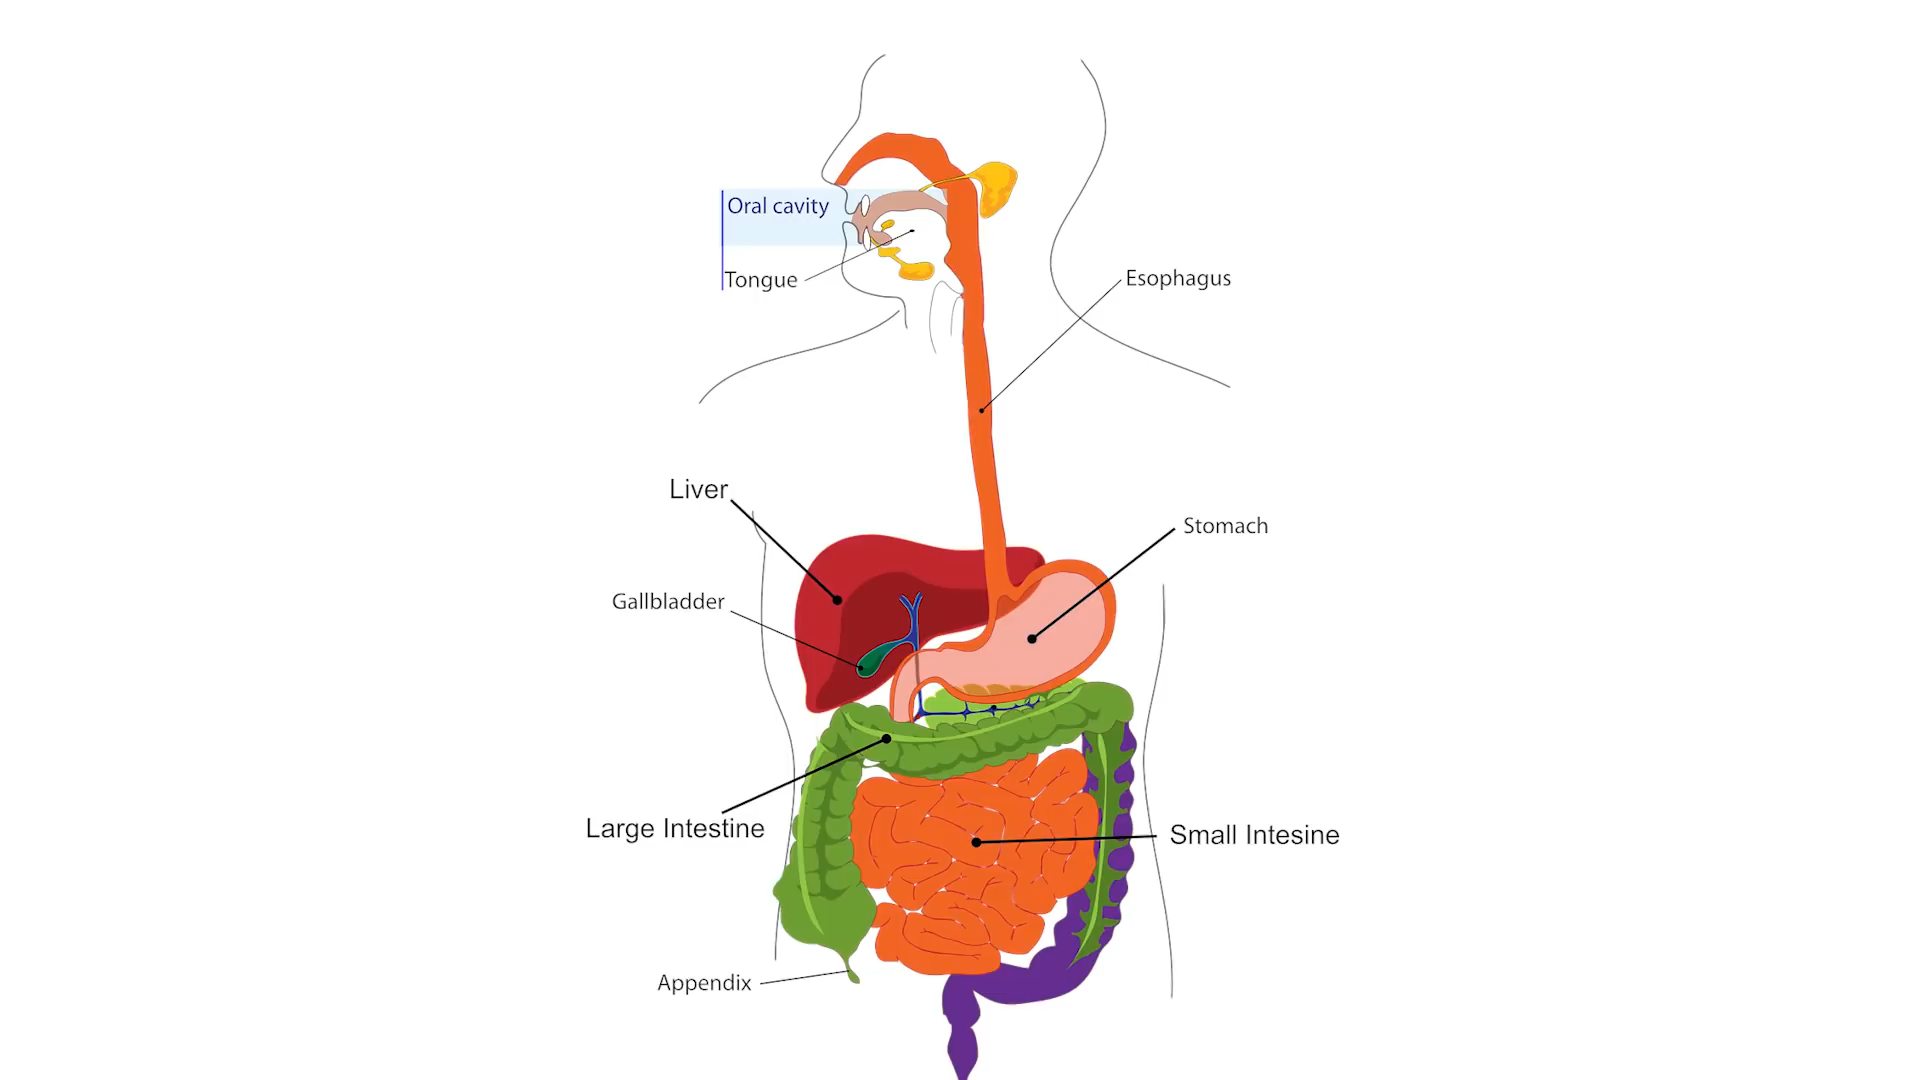 Oral cavity
Tongue
Esophagus
Liver
Stomach
Gallbladder
Large Intestine
Small Intesine
Appendix